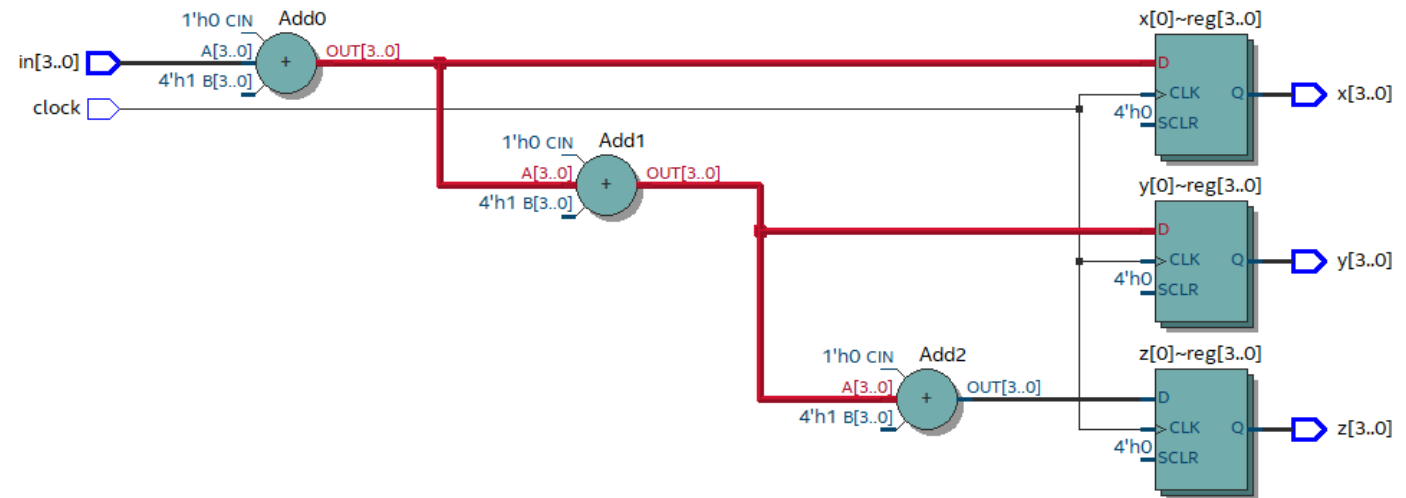 1'h0 CIN Add0 x[0]~reg[3..0]
in[3..0] A[3..0] OUT[3..0] D
4'h1 B[3..0] CLK Q x[3..0]
clock 4'h0 SCLR
1'h0 CIN Add1
A[3..0] OUT[3..0] y[0]~reg[3..0]
4'h1 B[3..0] D
CLK Q y[3..0]
4'h0 SCLR
1'h0 CIN Add2 z[0]~reg[3..0]
A[3..0] OUT[3..0] D
4'h1 B[3..0] CLK Q z[3..0]
4'h0 SCLR